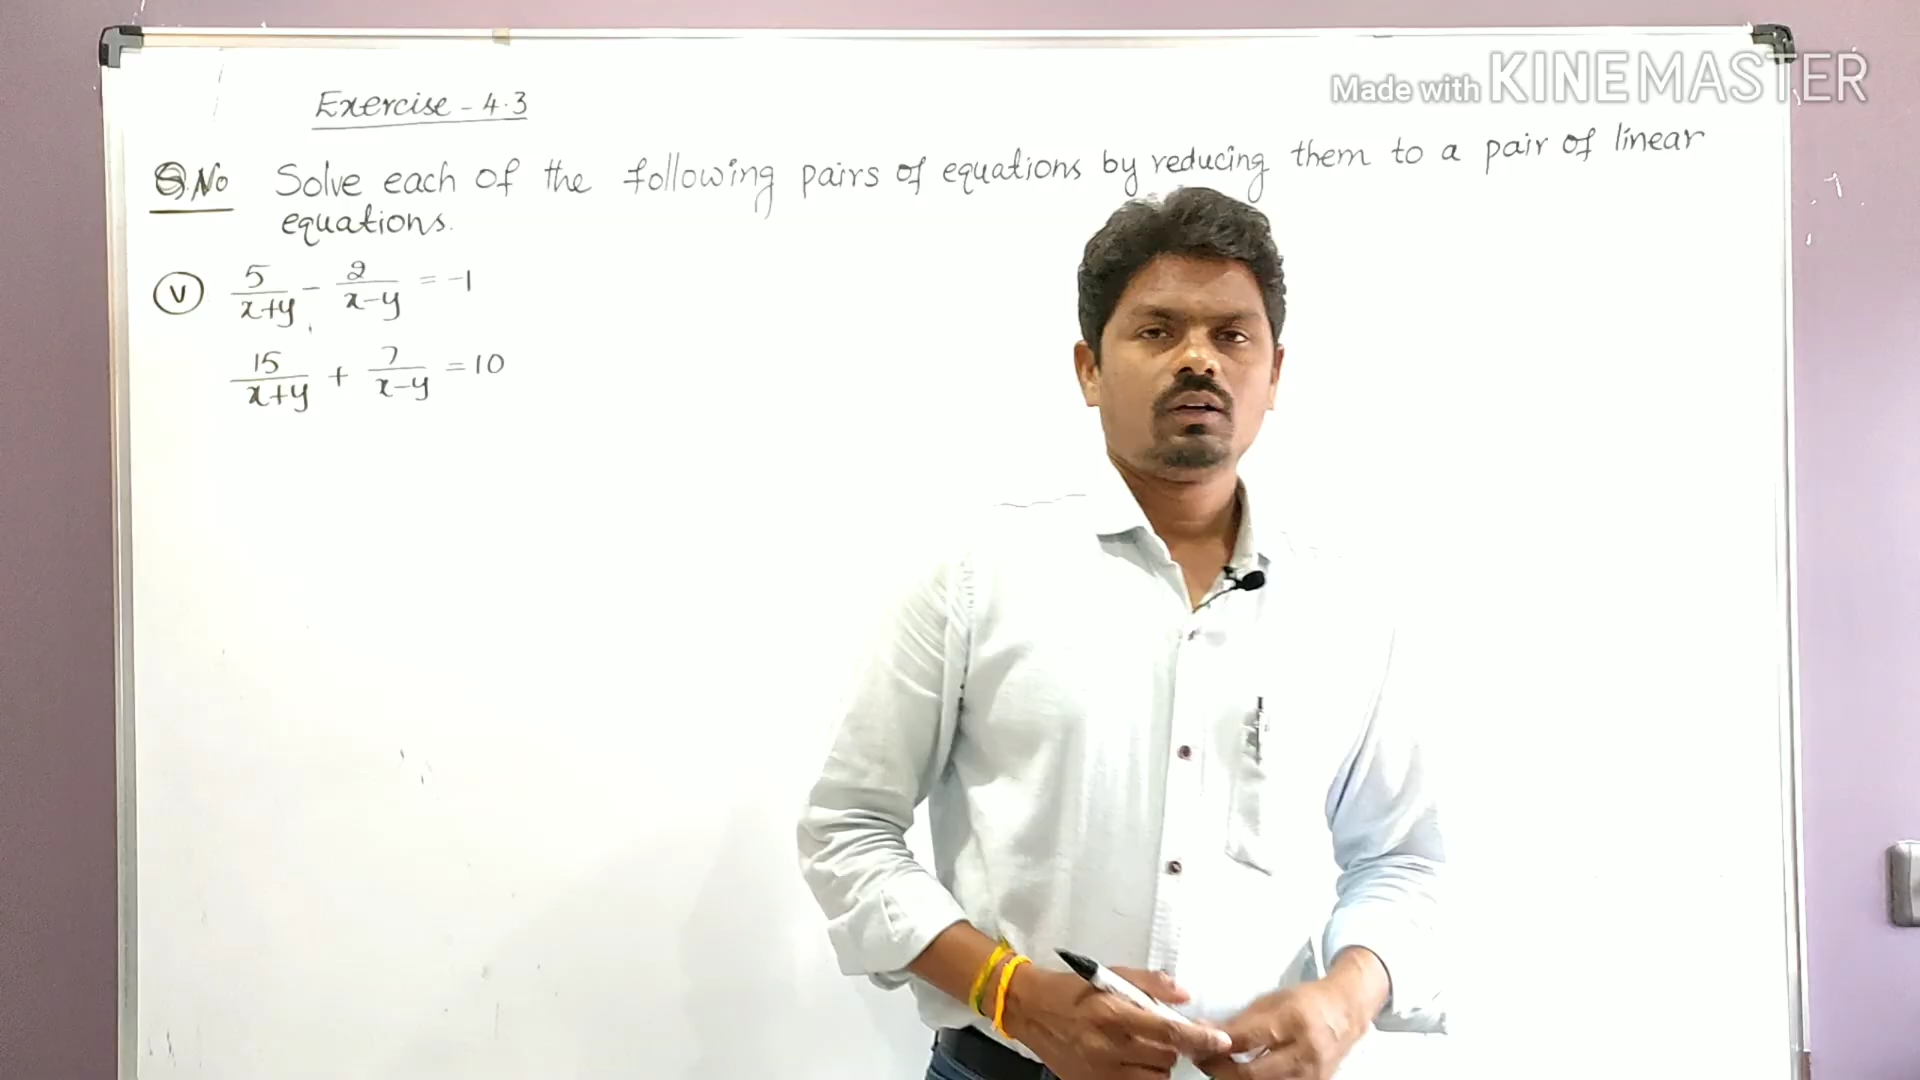 Made with KINEMASTER
Exercise - 4.3
Q.No Solve each of the following pairs of equations by reducing them to a pair of linear
equations.
(v) 5/(x+y) - 2/(x-y) = -1
15/(x+y) + 7/(x-y) = 10